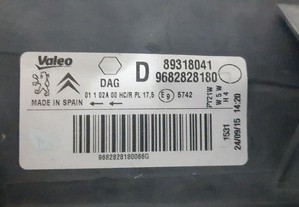 Valeo
DAG
D
89318041
9682828180
01 1 02A 00 HC/R PL 17,5
E9 5742
MADE IN SPAIN
PY21W
W5W
H4
1531
24/09/15 14:20
9682828180066G